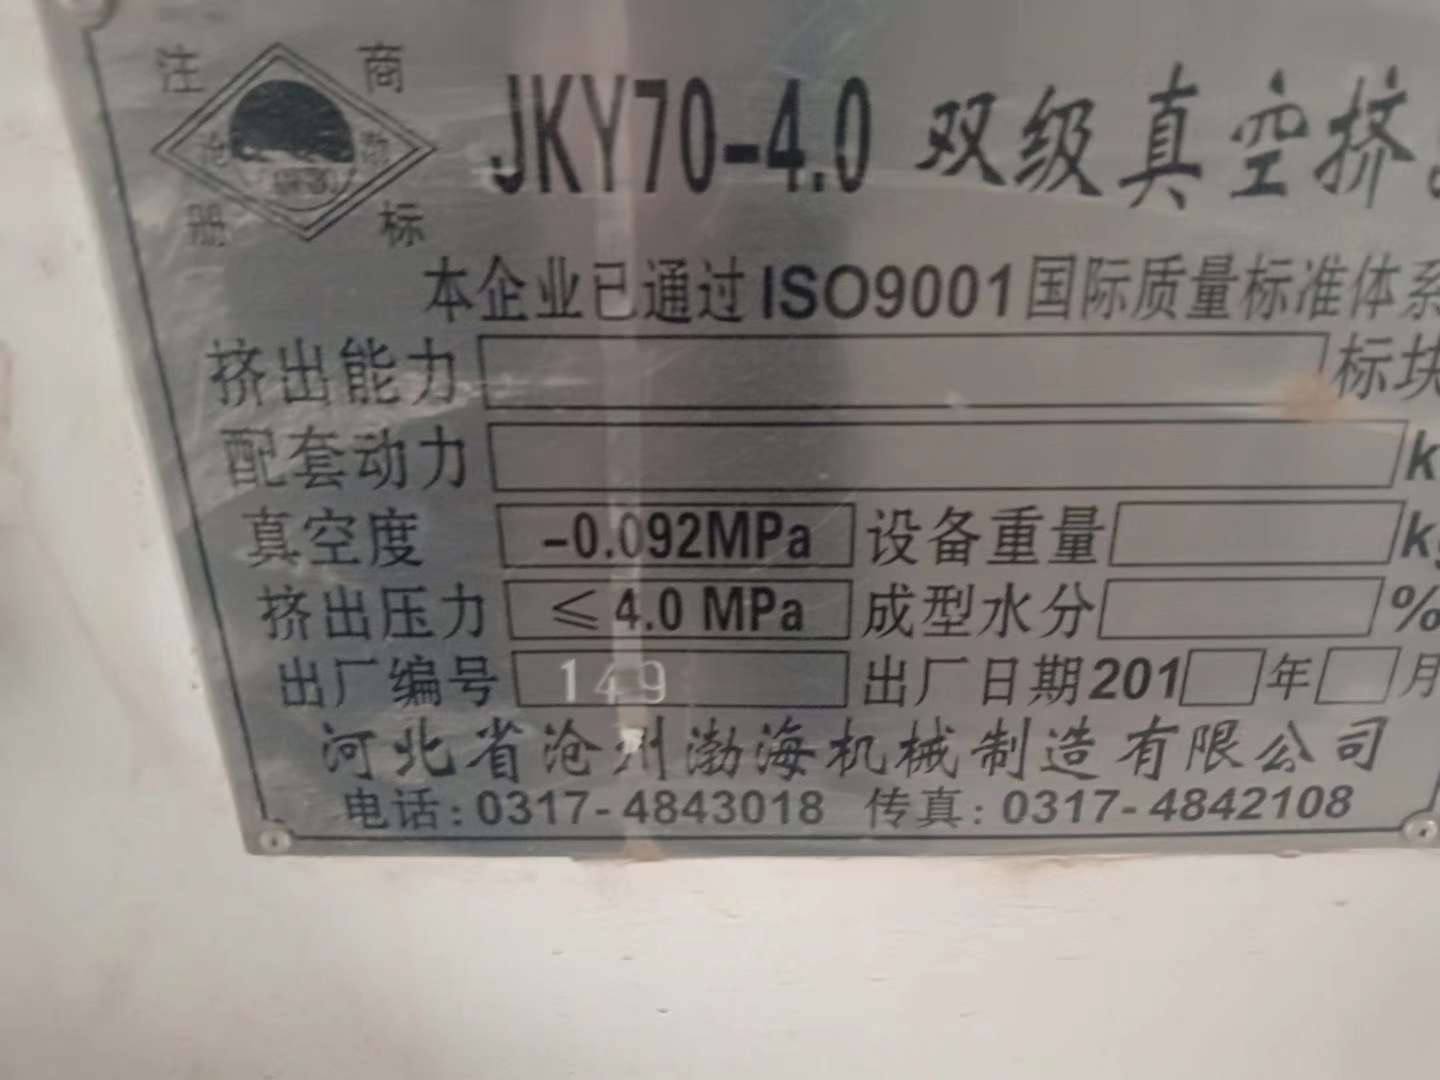 注 商
沧 渤
册 标
JKY70-4.0 双级真空挤
本企业已通过ISO9001国际质量标准体系
挤出能力 标块
配套动力 k
真空度 -0.092MPa 设备重量 kg
挤出压力 ≤4.0 MPa 成型水分 %
出厂编号 149 出厂日期201 年 月
河北省沧州渤海机械制造有限公司
电话:0317-4843018 传真:0317-4842108